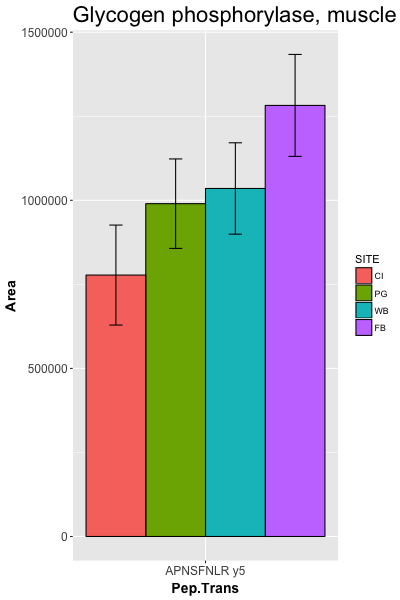 Glycogen phosphorylase, muscle
1500000
1000000
500000
0
Area
APNSFNLR y5
Pep.Trans
SITE
CI
PG
WB
FB